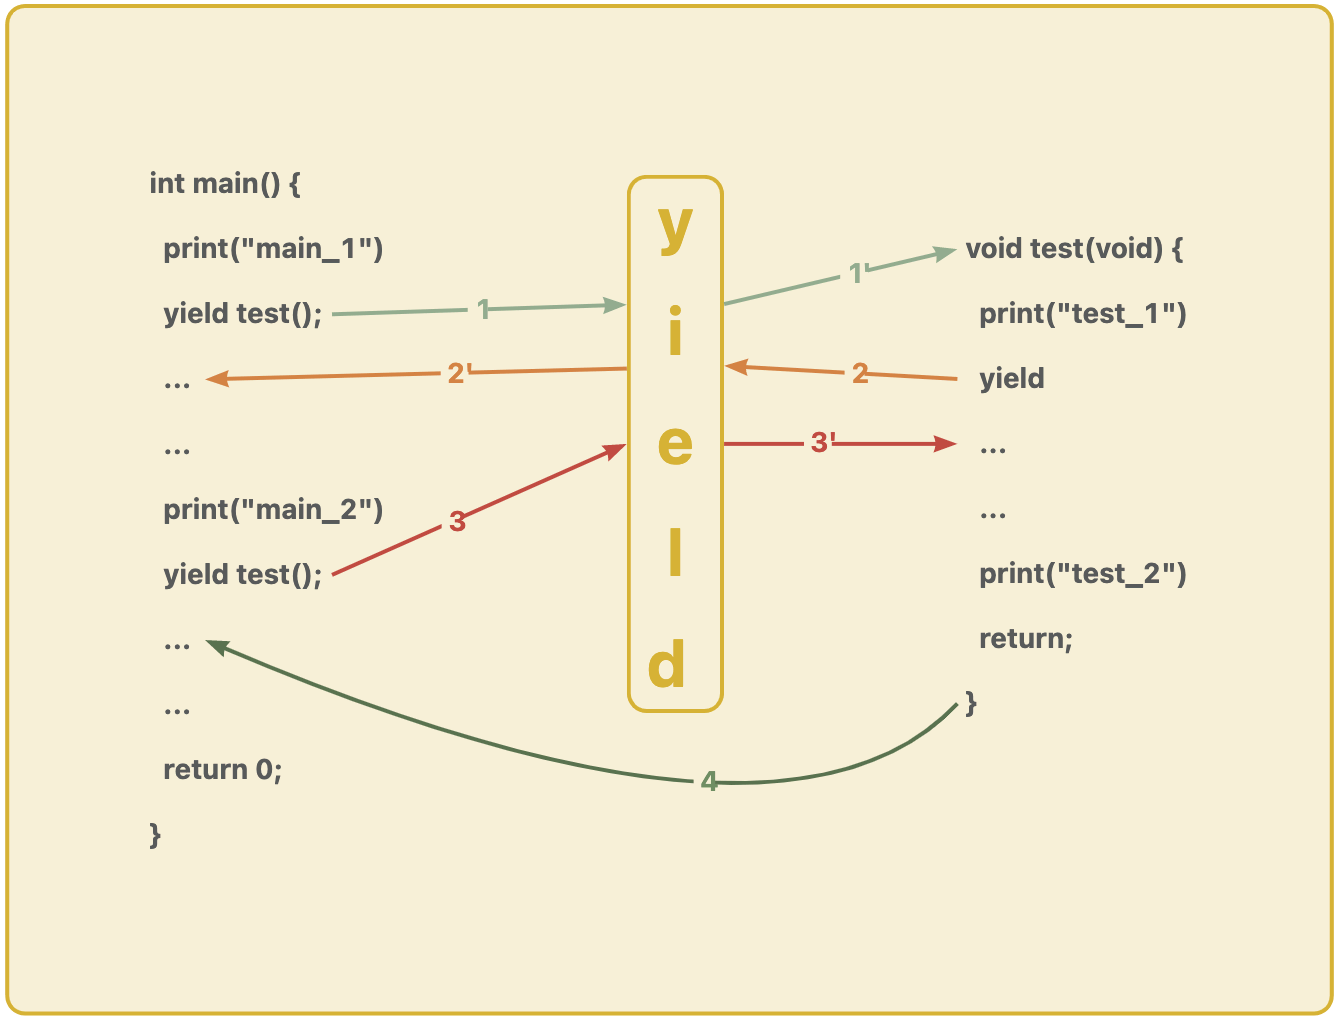 int main() {
print("main_1")
yield test();
...
...
print("main_2")
yield test();
...
...
return 0;
}
1
2'
3
4
y
i
e
l
d
1'
2
3'
void test(void) {
print("test_1")
yield
...
...
print("test_2")
return;
}